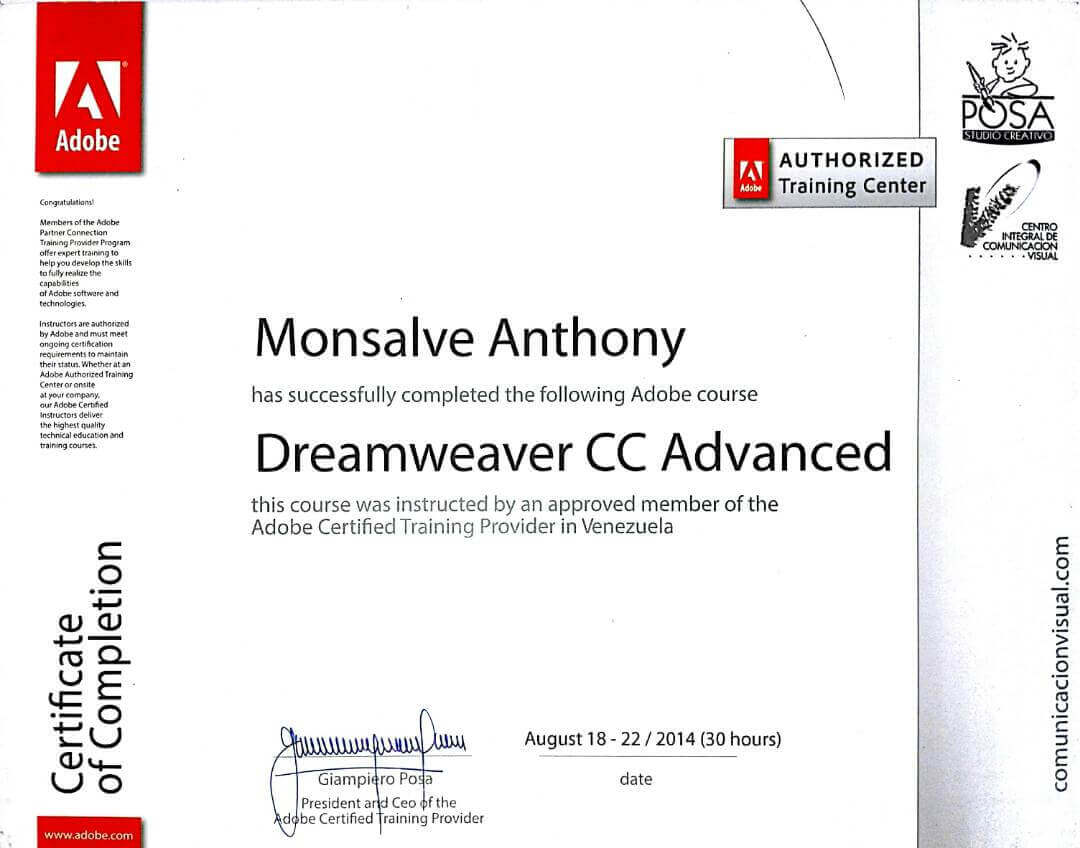 Adobe
Congratulations!
Members of the Adobe
Partner Connection
Training Provider Program
offer expert training to
help you develop the skills
to fully realize the
capabilities
of Adobe software and
technologies.
Instructors are authorized
by Adobe and must meet
ongoing certification
requirements to maintain
their status. Whether at an
Adobe Authorized Training
Center or onsite
at your company,
our Adobe Certified
Instructors deliver
the highest quality
technical education and
training courses.
Certificate
of Completion
www.adobe.com
Adobe
AUTHORIZED
Training Center
POSA
STUDIO CREATIVO
CENTRO
INTEGRAL DE
COMUNICACION
VISUAL
Monsalve Anthony
has successfully completed the following Adobe course
Dreamweaver CC Advanced
this course was instructed by an approved member of the
Adobe Certified Training Provider in Venezuela
Giampiero Posa
President and Ceo of the
Adobe Certified Training Provider
August 18 - 22 / 2014 (30 hours)
date
comunicacionvisual.com